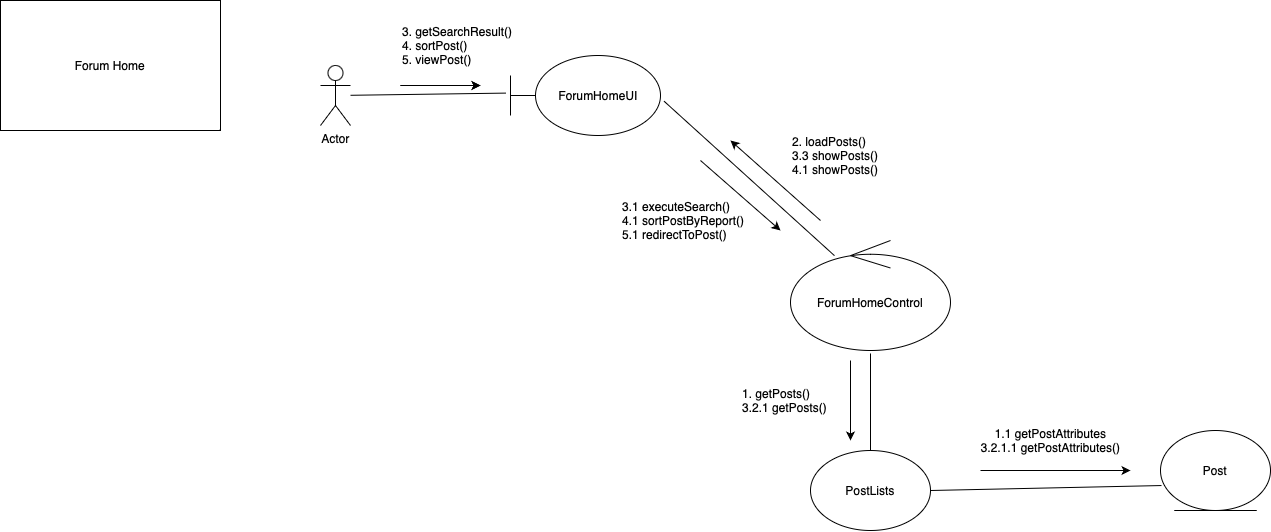 Forum Home
3. getSearchResult()
4. sortPost()
5. viewPost()
Actor
ForumHomeUI
2. loadPosts()
3.3 showPosts()
4.1 showPosts()
3.1 executeSearch()
4.1 sortPostByReport()
5.1 redirectToPost()
ForumHomeControl
1. getPosts()
3.2.1 getPosts()
1.1 getPostAttributes
3.2.1.1 getPostAttributes()
PostLists
Post